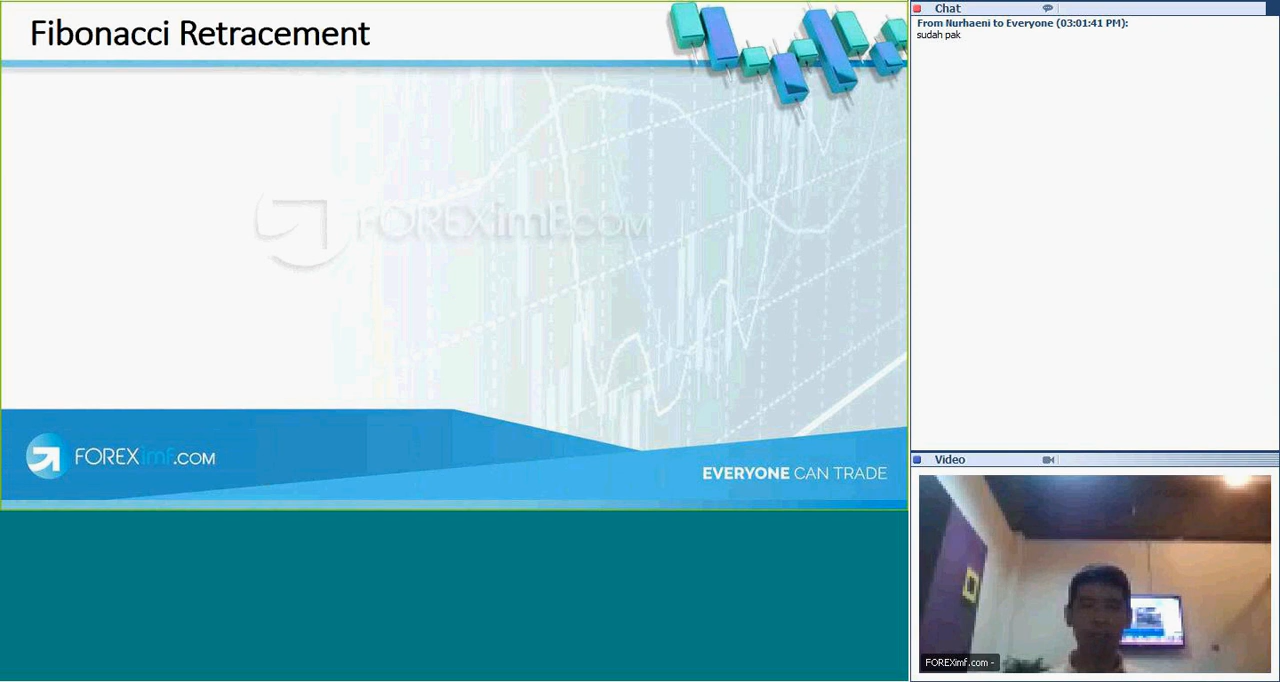 Fibonacci Retracement
FOREXimF.COM
FOREXimf.COM
EVERYONE CAN TRADE
Chat
From Nurhaeni to Everyone (03:01:41 PM):
sudah pak
Video
FOREXimf.com -